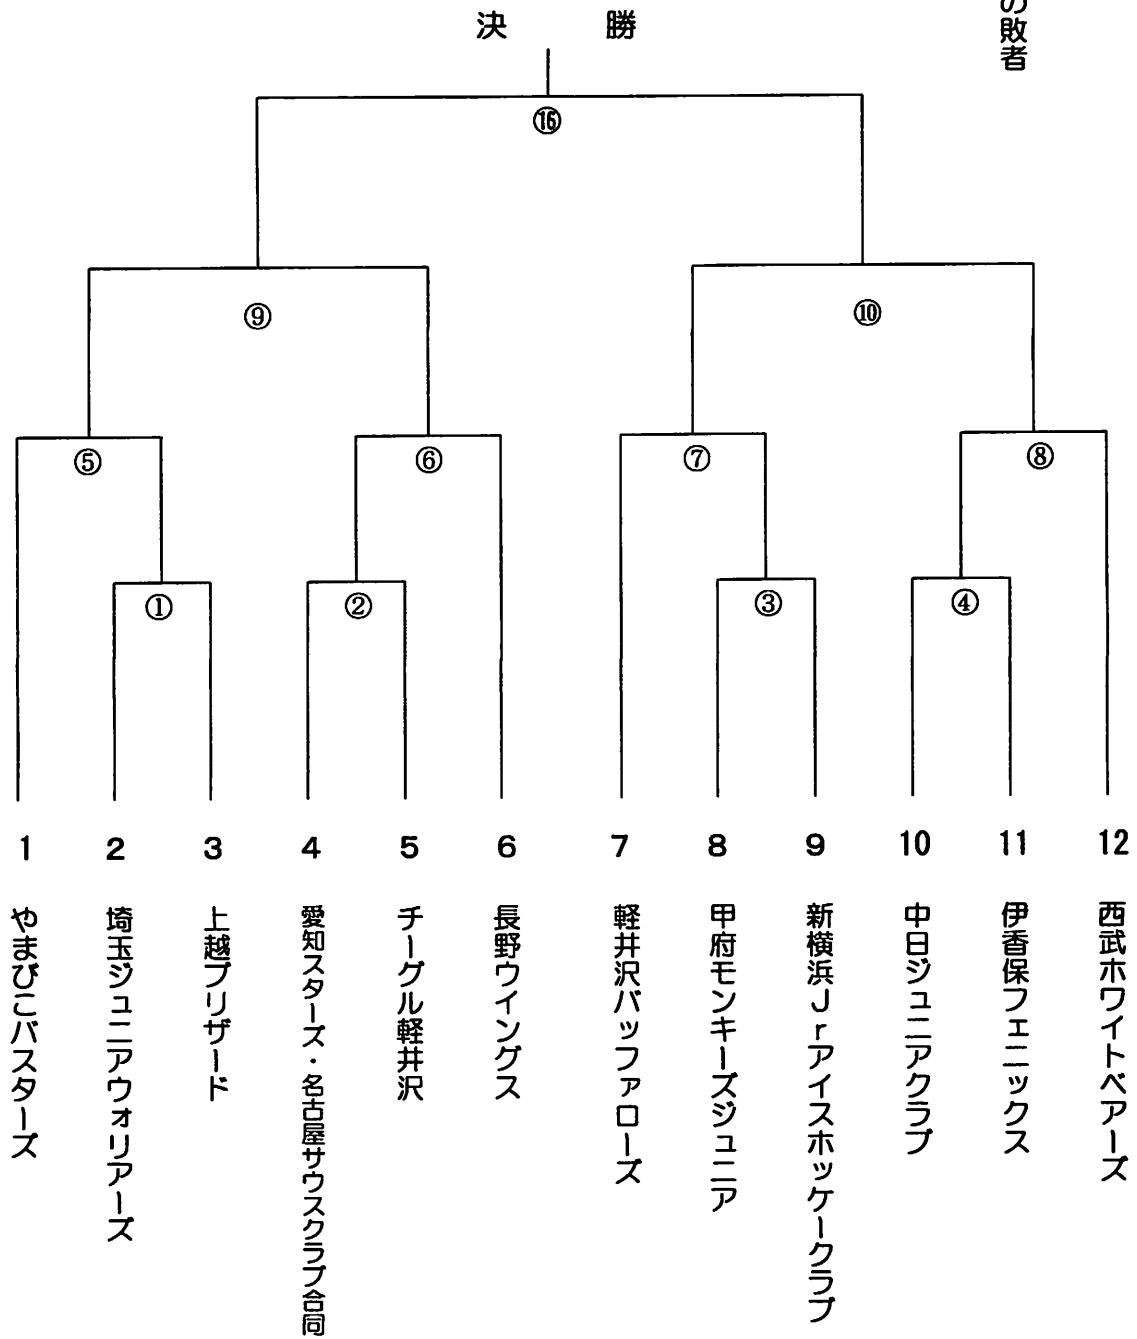 の敗者
決 勝
⑯
⑨
⑩
⑤
⑥
⑦
⑧
①
②
③
④
1
2
3
4
5
6
7
8
9
10
11
12
やまびこバスターズ
埼玉ジュニアウォリアーズ
上越ブリザード
愛知スターズ・名古屋サウスクラブ合同
チーグル軽井沢
長野ウイングス
軽井沢バッファローズ
甲府モンキーズジュニア
新横浜Jrアイスホッケークラブ
中日ジュニアクラブ
伊香保フェニックス
西武ホワイトベアーズ